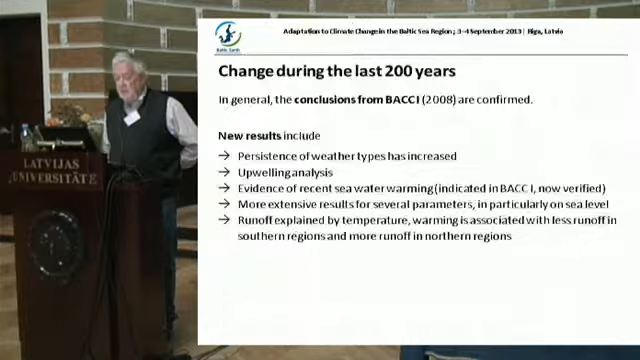 Adaptation to Climate Change in the Baltic Sea Region; 3–4 September 2013 | Riga, Latvia
Baltic Earth
Change during the last 200 years
In general, the conclusions from BACC I (2008) are confirmed.
New results include
→ Persistence of weather types has increased
→ Upwelling analysis
→ Evidence of recent sea water warming (indicated in BACC I, now verified)
→ More extensive results for several parameters, in particularly on sea level
→ Runoff explained by temperature, warming is associated with less runoff in
southern regions and more runoff in northern regions
LATVIJAS
UNIVERSITĀTE